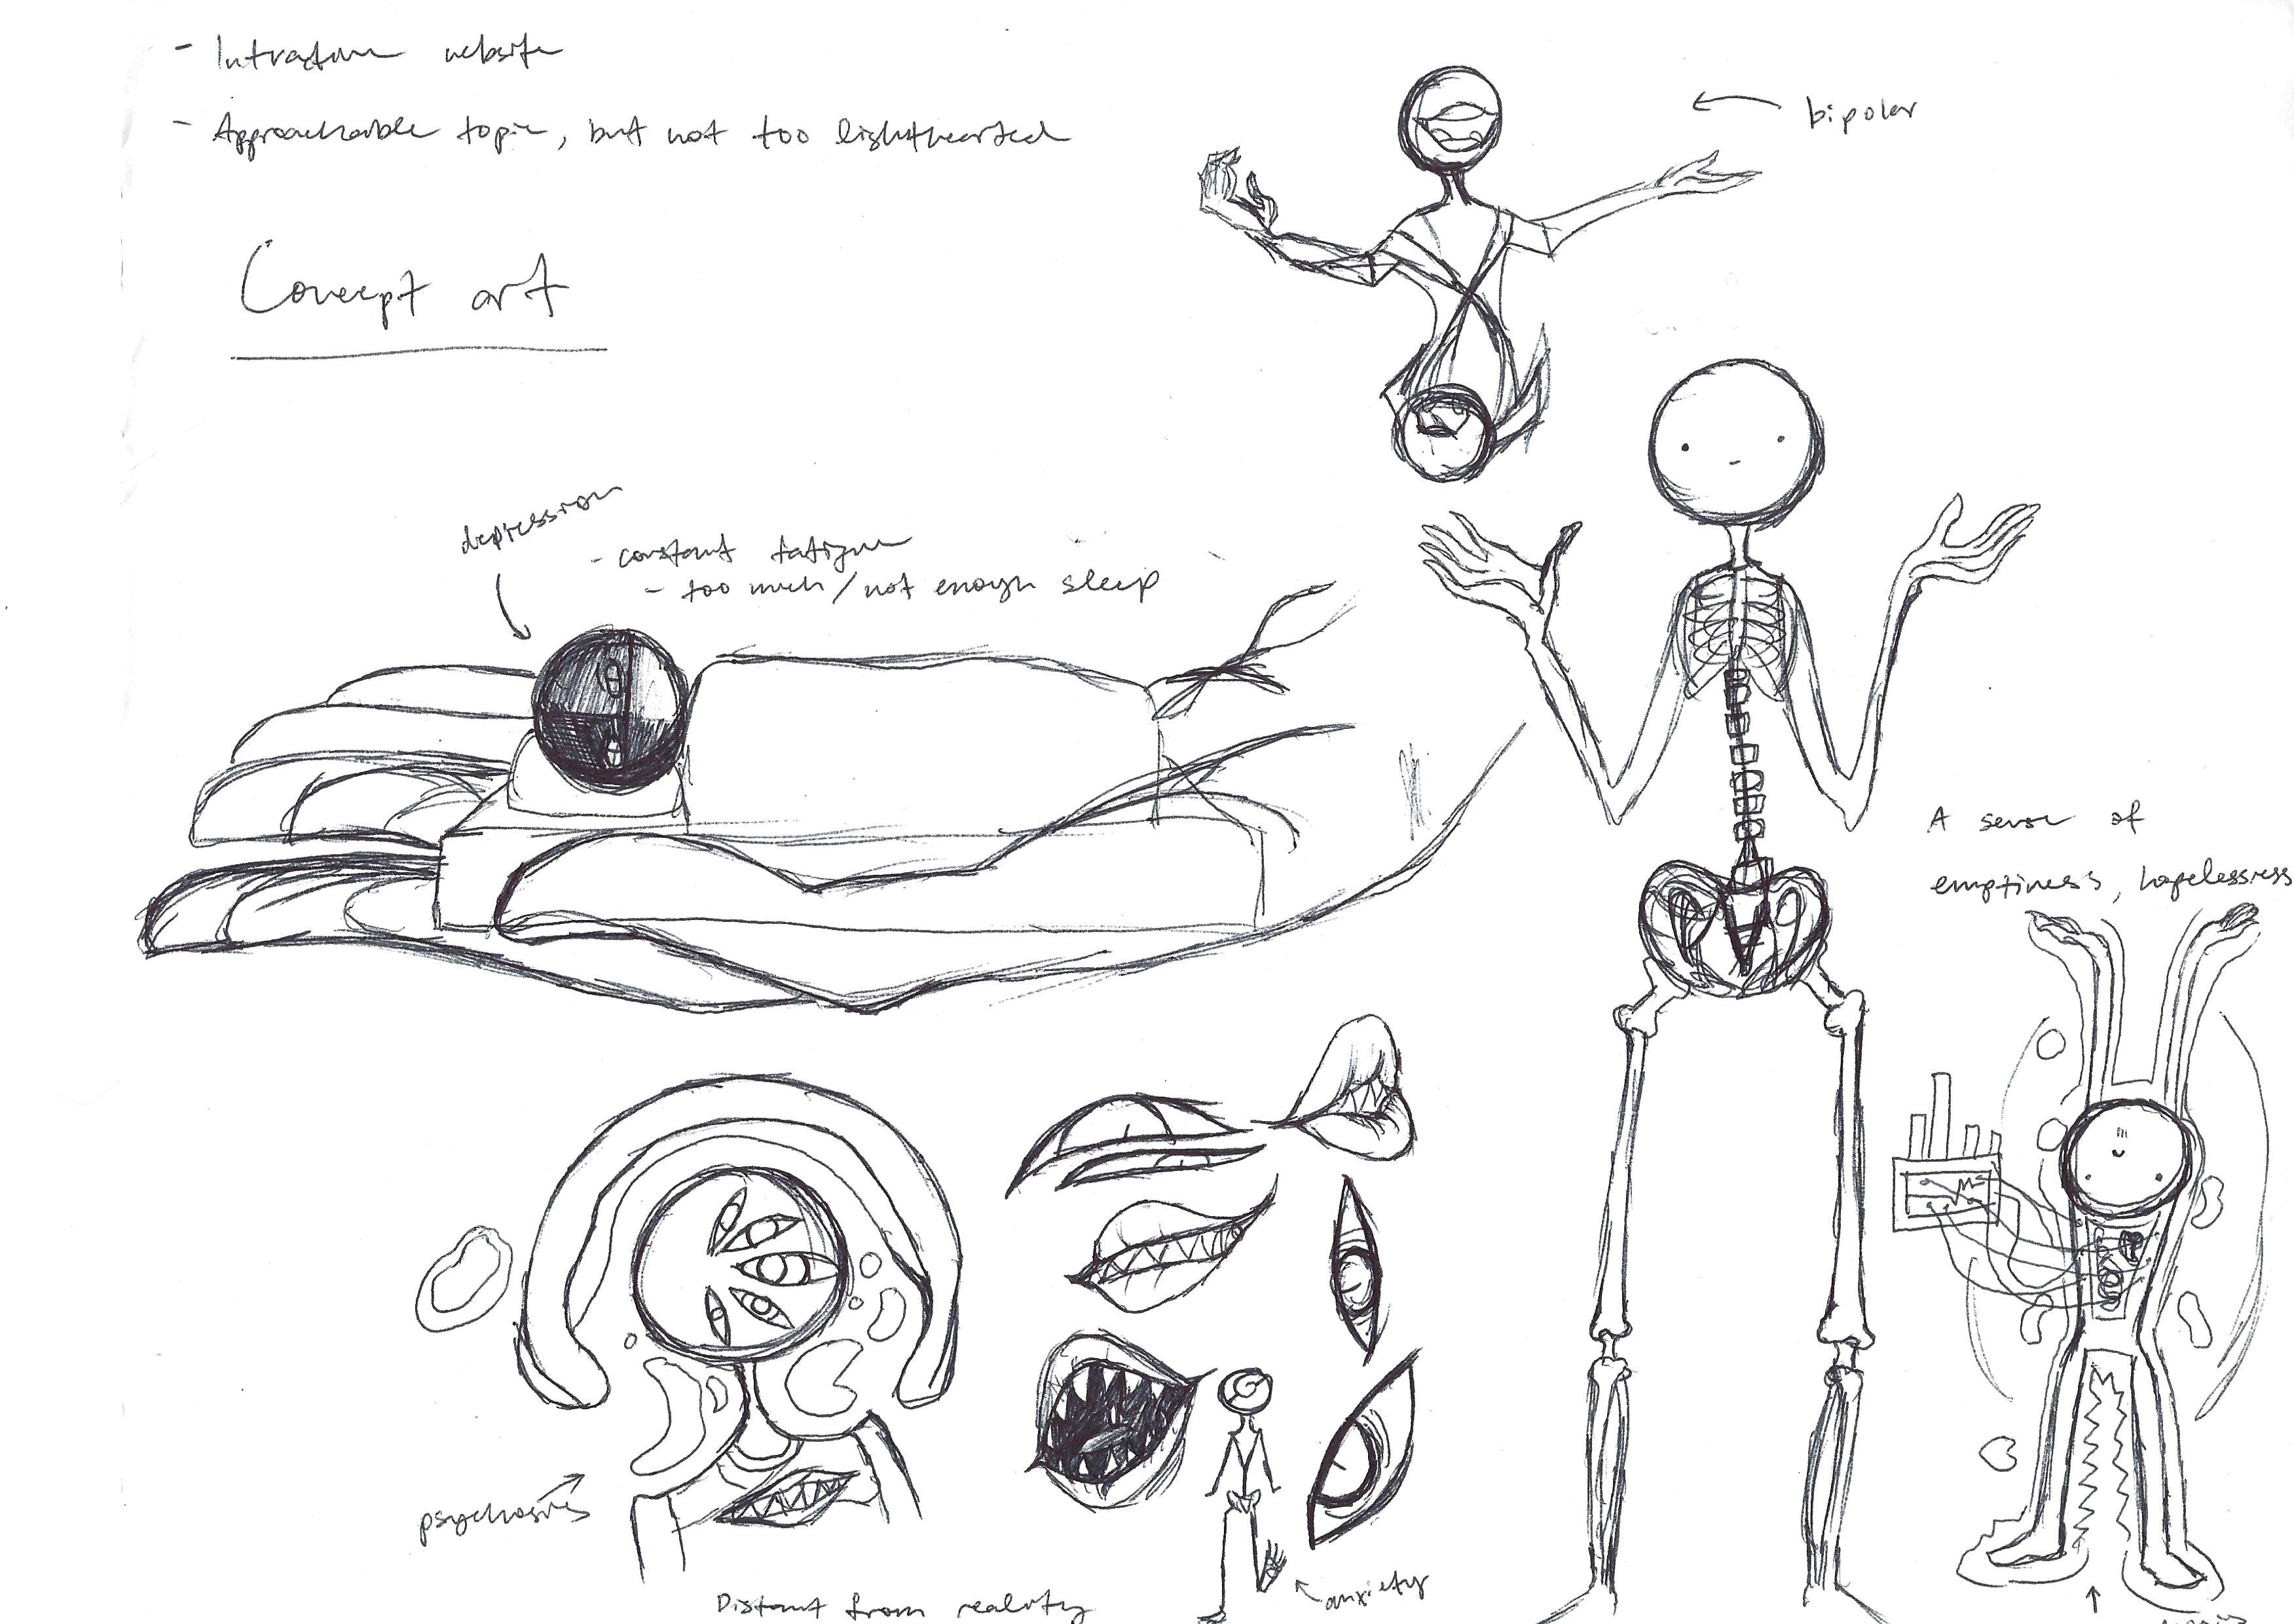 - Interactive website
- Approachable topic, but not too lighthearted
Concept art
bipolar
depression
- constant fatigue
- too much/not enough sleep
A sense of
emptiness, hopelessness
psychosis
Distant from reality
anxiety